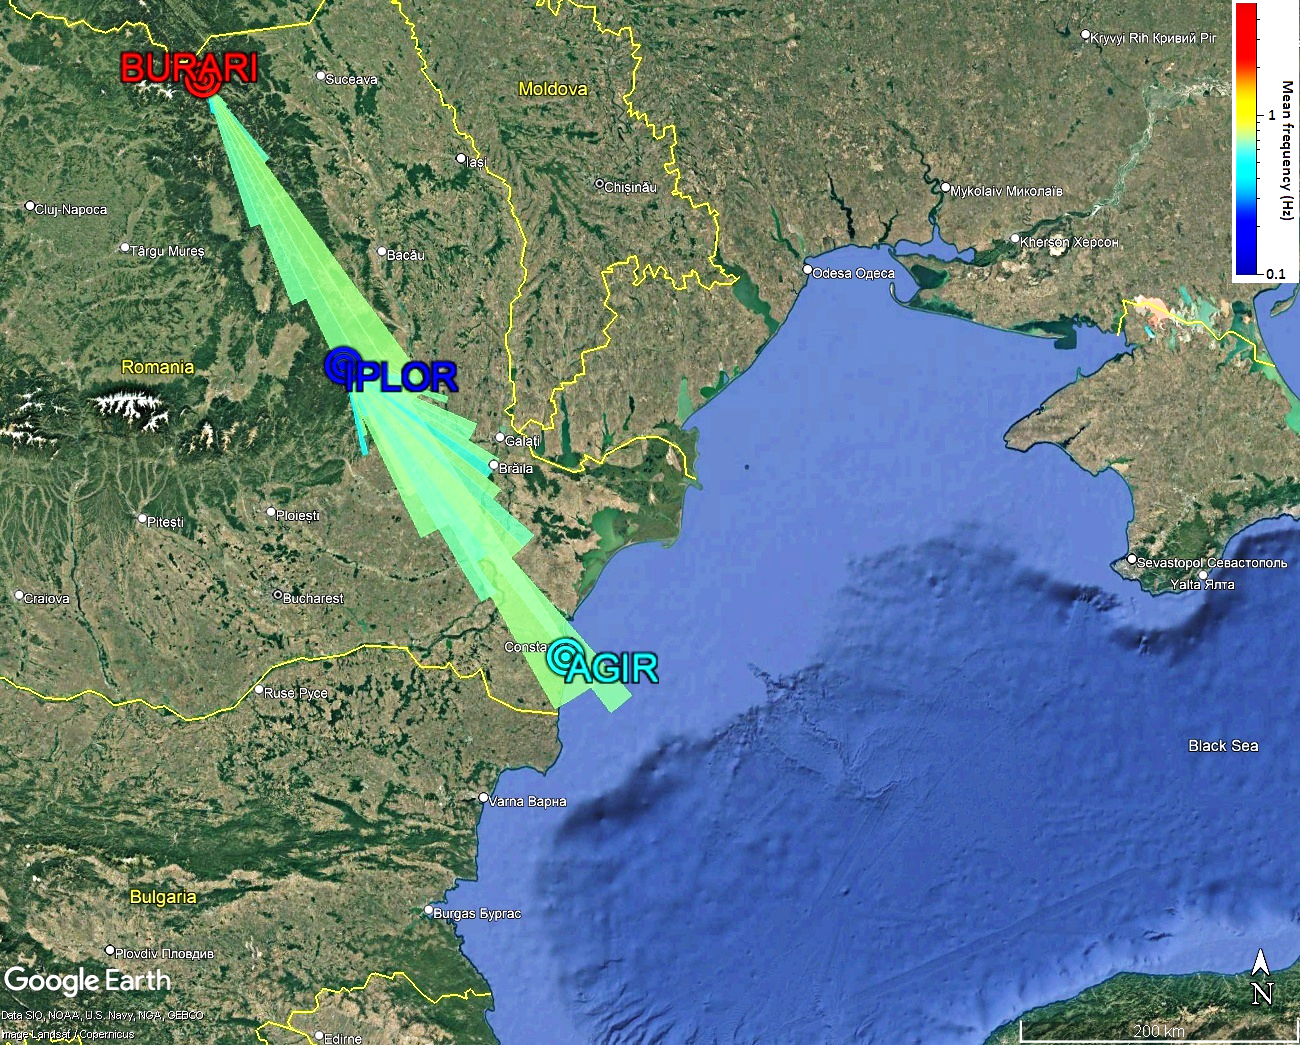 BURARI
Suceava
Moldova
Kryvyi Rih Кривий Ріг
Mean frequency (Hz)
1
0.1
Iași
Chișinău
Mykolaiv Миколаїв
Cluj-Napoca
Târgu Mureș
Bacău
Kherson Херсон
Odesa Одеса
Romania
IPLOR
Galați
Brăila
Pitești
Ploiești
Sevastopol Севастополь
Yalta Ялта
Craiova
Bucharest
Consta
AGIR
Ruse Русе
Black Sea
Varna Варна
Bulgaria
Burgas Бургас
Plovdiv Пловдив
Google Earth
N
Data SIO, NOAA, U.S. Navy, NGA, GEBCO
Image Landsat / Copernicus
200 km
Edirne